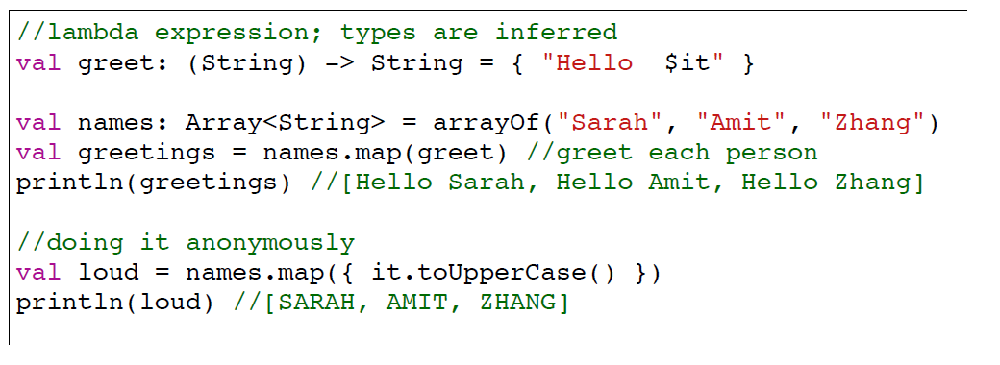 //lambda expression; types are inferred
val greet: (String) -> String = { "Hello  $it" }
val names: Array<String> = arrayOf("Sarah", "Amit", "Zhang")
val greetings = names.map(greet) //greet each person
println(greetings) //[Hello Sarah, Hello Amit, Hello Zhang]
//doing it anonymously
val loud = names.map({ it.toUpperCase() })
println(loud) //[SARAH, AMIT, ZHANG]